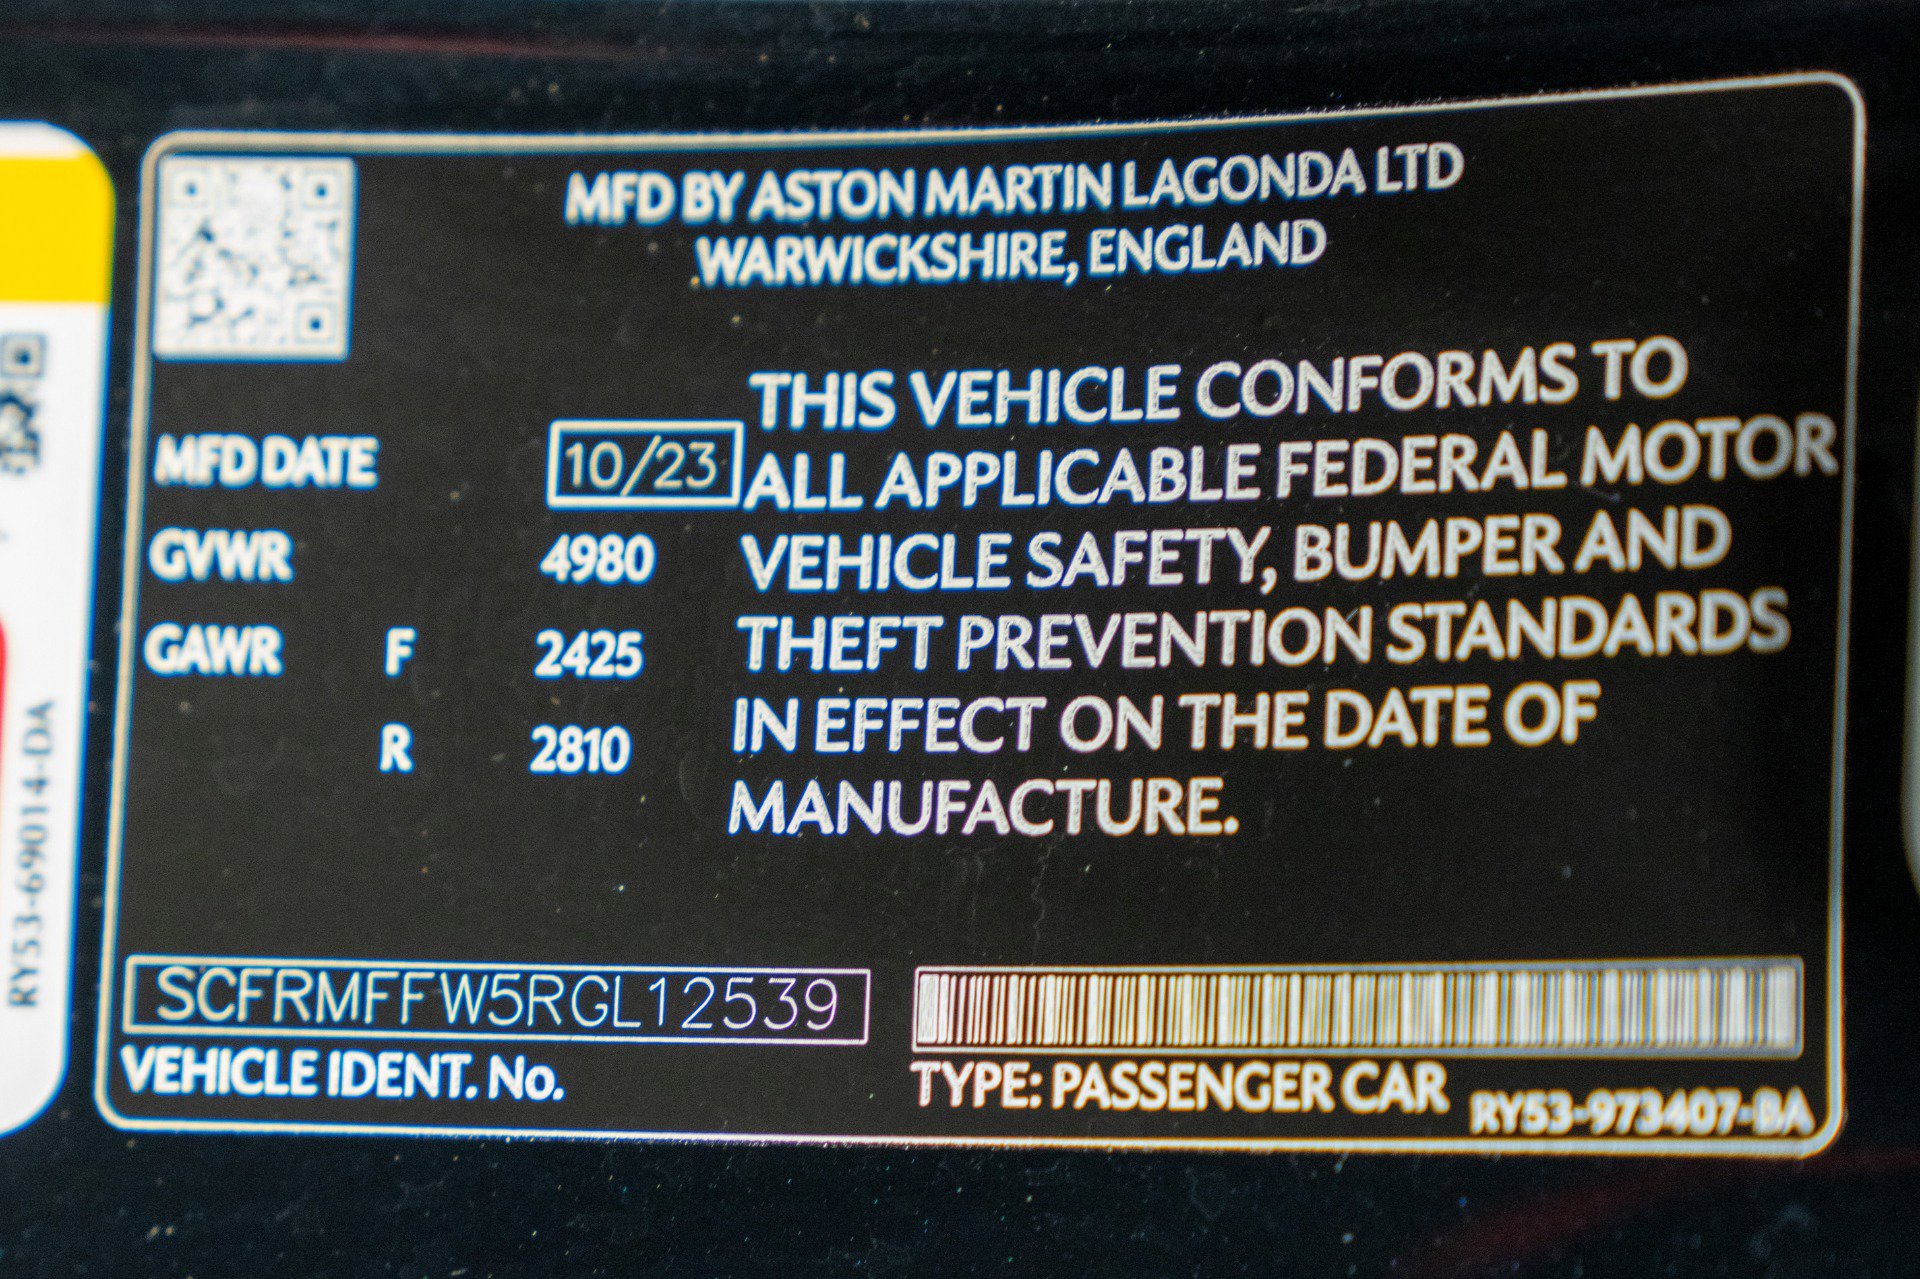 MFD BY ASTON MARTIN LAGONDA LTD
WARWICKSHIRE, ENGLAND
MFD DATE 10/23
GVWR 4980
GAWR F 2425
R 2810
THIS VEHICLE CONFORMS TO
ALL APPLICABLE FEDERAL MOTOR
VEHICLE SAFETY, BUMPER AND
THEFT PREVENTION STANDARDS
IN EFFECT ON THE DATE OF
MANUFACTURE.
SCFRMFFW5RGL12539
VEHICLE IDENT. No.
TYPE: PASSENGER CAR
RY53-973407-BA
RY53-69014-DA